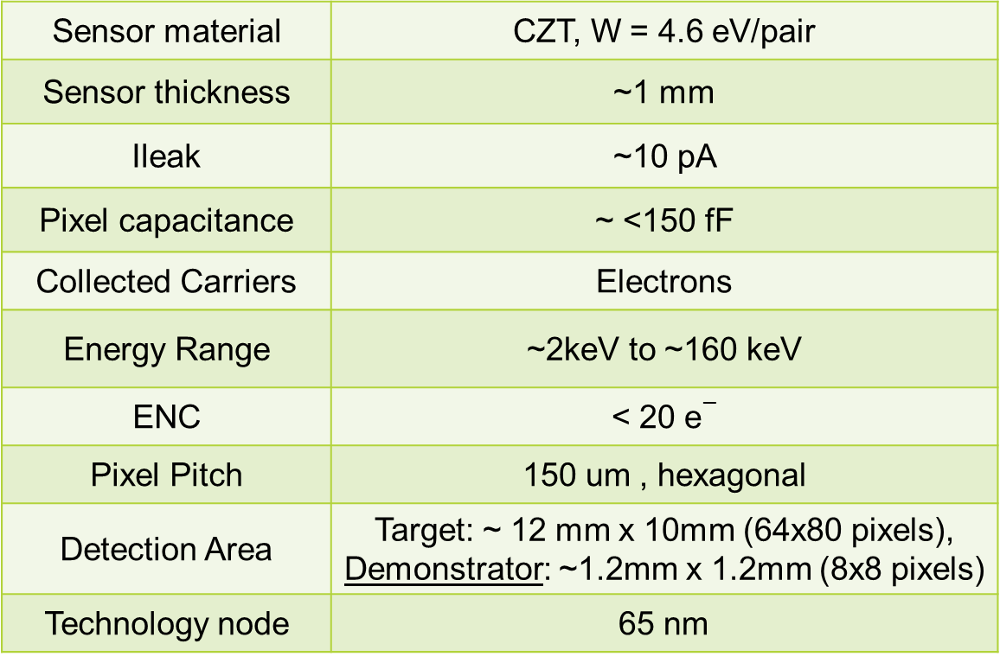 Sensor material CZT, W = 4.6 eV/pair
Sensor thickness ~1 mm
Ileak ~10 pA
Pixel capacitance ~ <150 fF
Collected Carriers Electrons
Energy Range ~2keV to ~160 keV
ENC < 20 e‾
Pixel Pitch 150 um , hexagonal
Detection Area Target: ~ 12 mm x 10mm (64x80 pixels),
Demonstrator: ~1.2mm x 1.2mm (8x8 pixels)
Technology node 65 nm